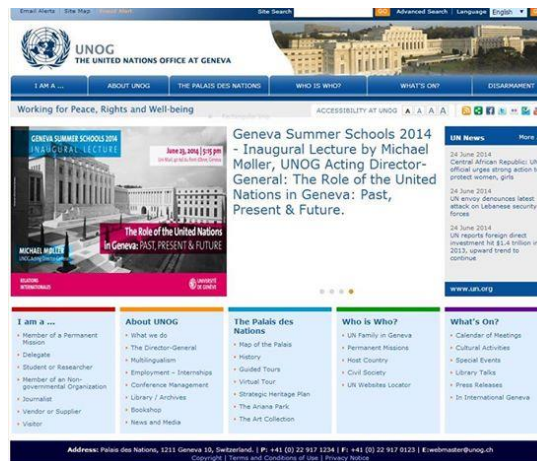 Email Alerts | Site Map |
Site Search
GO
Advanced Search | Language English
UNOG
THE UNITED NATIONS OFFICE AT GENEVA
I AM A ...
ABOUT UNOG
THE PALAIS DES NATIONS
WHO IS WHO?
WHAT'S ON?
DISARMAMENT
Working for Peace, Rights and Well-being
ACCESSIBILITY AT UNOG A A A A
GENEVA SUMMER SCHOOLS 2014
INAUGURAL LECTURE
June 23, 2014 | 5:15 pm
The Role of the United Nations
in Geneva: PAST, PRESENT & FUTURE
MICHAEL MØLLER,
UNOG Acting Director-
General
RELATIONS
INTERNATIONALES
UNIVERSITÉ
DE GENÈVE
Geneva Summer Schools 2014
- Inaugural Lecture by Michael
Møller, UNOG Acting Director-
General: The Role of the United
Nations in Geneva: Past,
Present & Future.
UN News More
24 June 2014
Central African Republic: UN
official urges strong action to
protect women, girls
24 June 2014
UN envoy denounces latest
attack on Lebanese security
forces
24 June 2014
UN reports foreign direct
investment hit $1.4 trillion in
2013, upward trend to
continue
www.un.org
I am a ...
Member of a Permanent
Mission
Delegate
Student or Researcher
Member of an Non-
governmental Organization
Journalist
Vendor or Supplier
Visitor
About UNOG
What we do
The Director-General
Multilingualism
Employment – Internships
Conference Management
Library / Archives
Bookshop
News and Media
The Palais des
Nations
Map of the Palais
History
Guided Tours
Virtual Tour
Strategic Heritage Plan
The Ariana Park
The Art Collection
Who is Who?
UN Family in Geneva
Permanent Missions
Host Country
Civil Society
UN Websites Locator
What's On?
Calendar of Meetings
Cultural Activities
Special Events
Library Talks
Press Releases
In International Geneva
Address: Palais des Nations, 1211 Geneva 10, Switzerland. | P: +41 (0) 22 917 1234 | F: +41 (0) 22 917 0123 | E:webmaster@unog.ch
Copyright | Terms and Conditions of Use | Privacy Notice